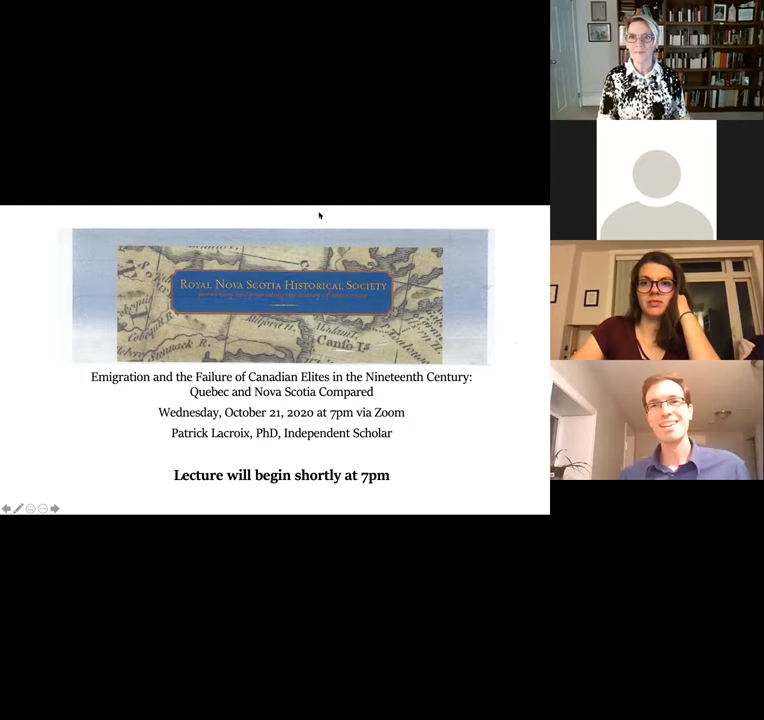 ROYAL NOVA SCOTIA HISTORICAL SOCIETY
Emigration and the Failure of Canadian Elites in the Nineteenth Century:
Quebec and Nova Scotia Compared
Wednesday, October 21, 2020 at 7pm via Zoom
Patrick Lacroix, PhD, Independent Scholar
Lecture will begin shortly at 7pm
Canso Is